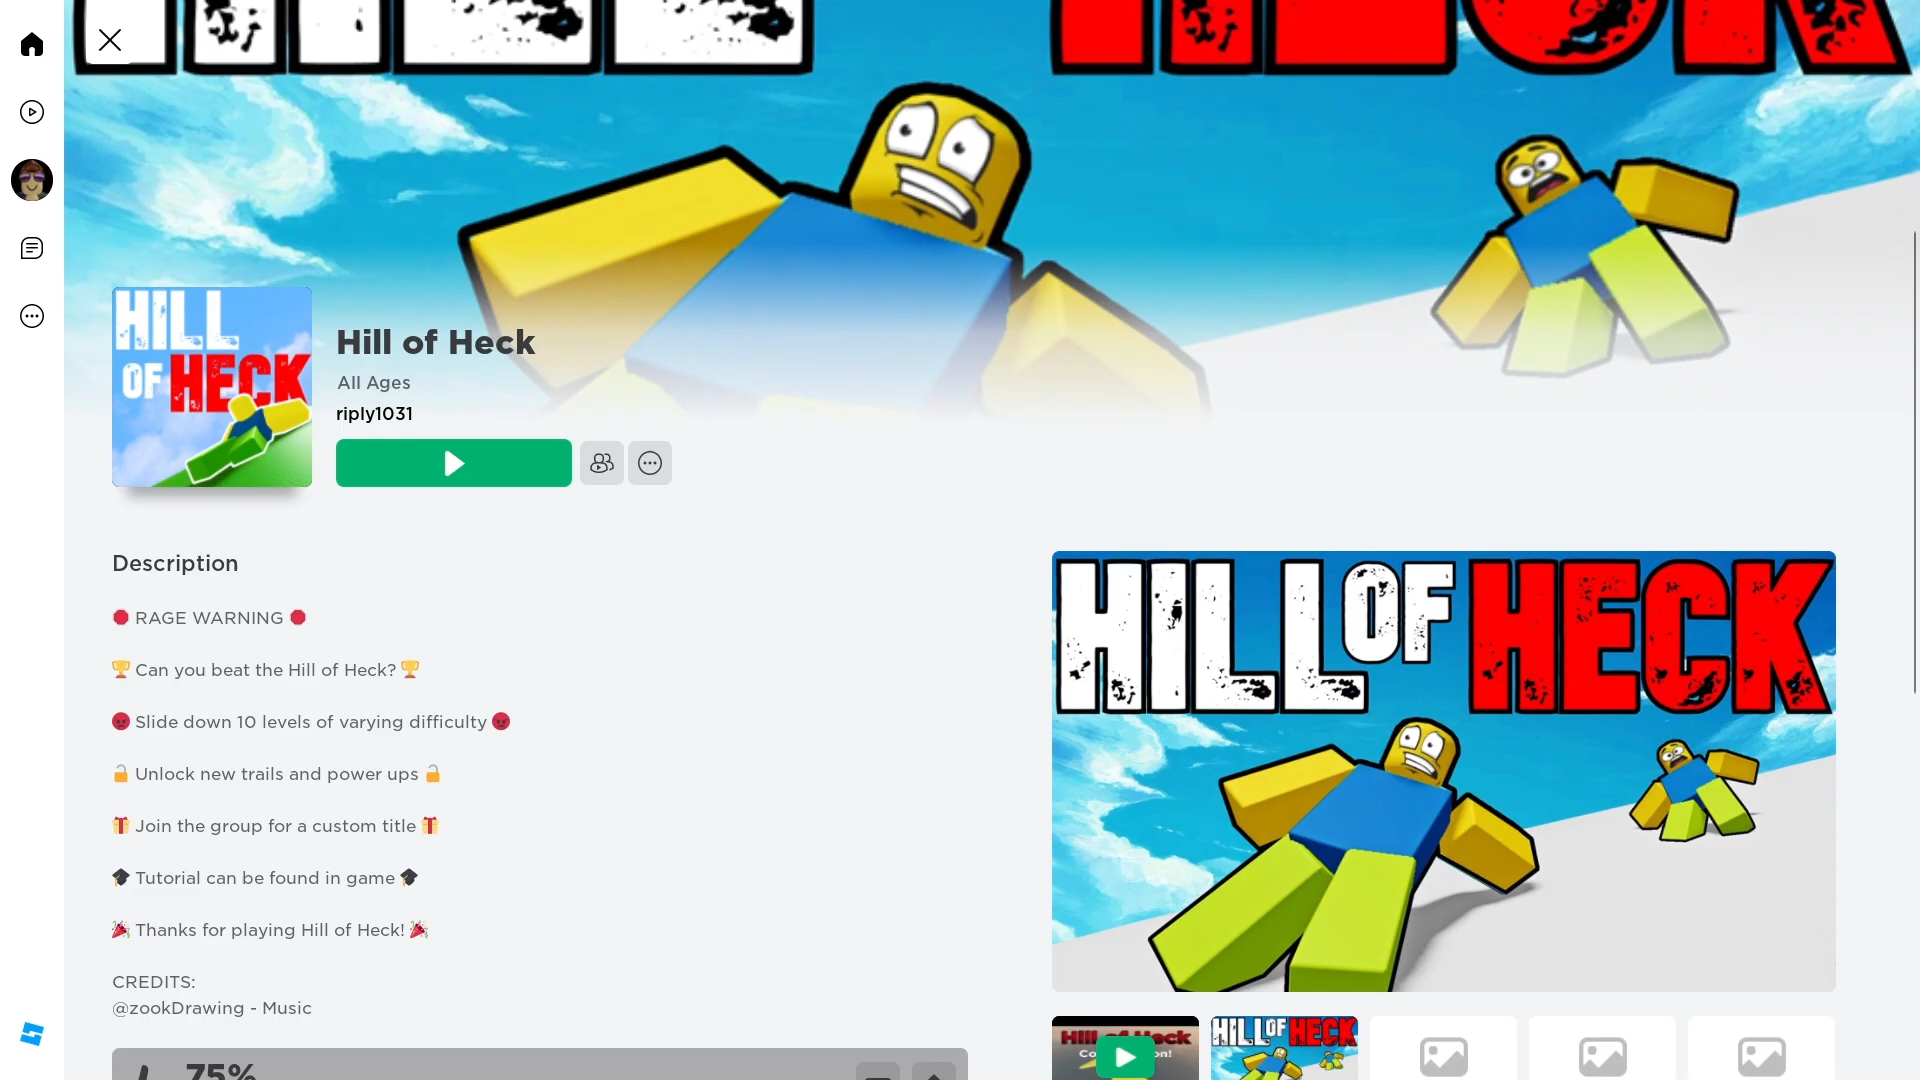 HILL
OF HECK
Hill of Heck
All Ages
riply1031
Description
🛑 RAGE WARNING 🛑
🏆 Can you beat the Hill of Heck? 🏆
😡 Slide down 10 levels of varying difficulty 😡
🔓 Unlock new trails and power ups 🔓
🎁 Join the group for a custom title 🎁
🎓 Tutorial can be found in game 🎓
🎉 Thanks for playing Hill of Heck! 🎉
CREDITS:
@zookDrawing - Music
75%
HILL OF HECK
Hill of Heck
HILL OF HECK